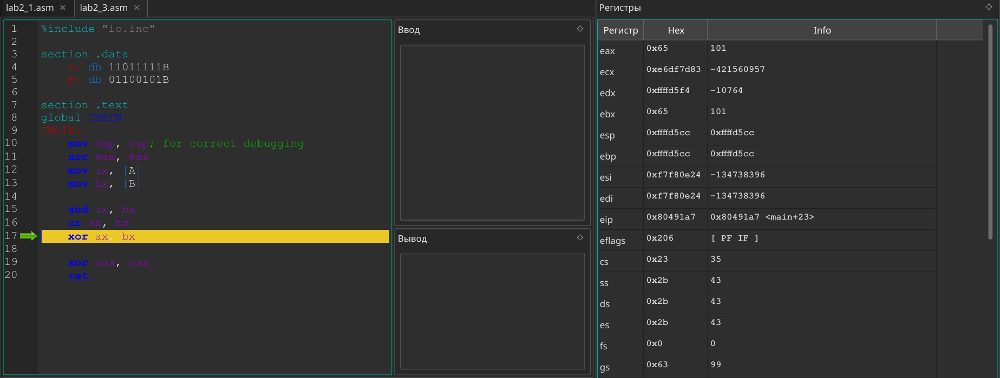 lab2_1.asm
lab2_3.asm
1 %include "io.inc"
2
3 section .data
4 A: db 11011111B
5 B: db 01100101B
6
7 section .text
8 global CMAIN
9 CMAIN:
10 mov ebp, esp; for correct debugging
11 xor eax, eax
12 mov ax, [A]
13 mov bx, [B]
14
15 and ax, bx
16 or ax, bx
17 xor ax, bx
18
19 xor eax, eax
20 ret
Ввод
Вывод
Регистры
Регистр Hex Info
eax 0x65 101
ecx 0xe6df7d83 -421560957
edx 0xffffd5f4 -10764
ebx 0x65 101
esp 0xffffd5cc 0xffffd5cc
ebp 0xffffd5cc 0xffffd5cc
esi 0xf7f80e24 -134738396
edi 0xf7f80e24 -134738396
eip 0x80491a7 0x80491a7 <main+23>
eflags 0x206 [ PF IF ]
cs 0x23 35
ss 0x2b 43
ds 0x2b 43
es 0x2b 43
fs 0x0 0
gs 0x63 99